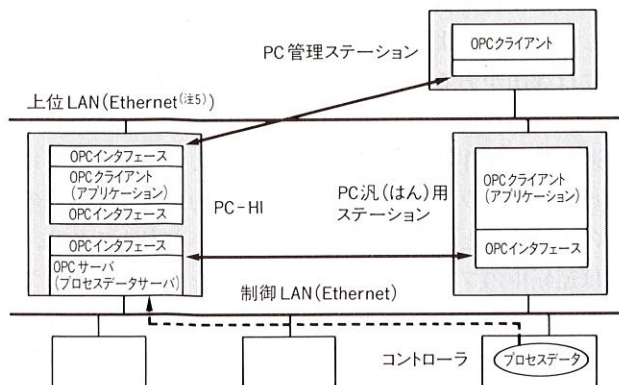 OPCクライアント
PC管理ステーション
上位LAN(Ethernet(注5))
OPCインタフェース
OPCクライアント
(アプリケーション)
OPCインタフェース
PC-HI
OPCインタフェース
OPCサーバ
(プロセスデータサーバ)
PC汎(はん)用
ステーション
OPCクライアント
(アプリケーション)
OPCインタフェース
制御LAN(Ethernet)
コントローラ
プロセスデータ